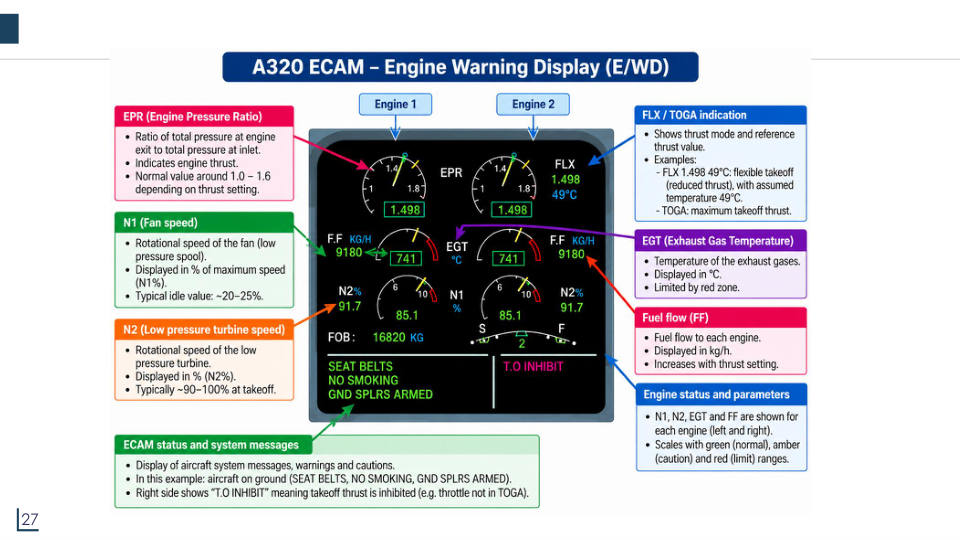 A320 ECAM – Engine Warning Display (E/WD)
Engine 1
Engine 2
EPR (Engine Pressure Ratio)
• Ratio of total pressure at engine
exit to total pressure at inlet.
• Indicates engine thrust.
• Normal value around 1.0 – 1.6
depending on thrust setting.
N1 (Fan speed)
• Rotational speed of the fan (low
pressure spool).
• Displayed in % of maximum speed
(N1%).
• Typical idle value: ~20–25%.
N2 (Low pressure turbine speed)
• Rotational speed of the low
pressure turbine.
• Displayed in % (N2%).
• Typically ~90–100% at takeoff.
1.4
1
1.8
1.498
EPR
1.4
1
1.8
1.498
FLX
1.498
49°C
F.F KG/H
9180
741
EGT
°C
741
F.F KG/H
9180
N2%
91.7
6
10
85.1
N1
%
6
10
85.1
N2%
91.7
FOB: 16820 KG
S
F
2
SEAT BELTS
NO SMOKING
GND SPLRS ARMED
T.O INHIBIT
FLX / TOGA indication
• Shows thrust mode and reference
thrust value.
• Examples:
- FLX 1.498 49°C: flexible takeoff
(reduced thrust), with assumed
temperature 49°C.
- TOGA: maximum takeoff thrust.
EGT (Exhaust Gas Temperature)
• Temperature of the exhaust gases.
• Displayed in °C.
• Limited by red zone.
Fuel flow (FF)
• Fuel flow to each engine.
• Displayed in kg/h.
• Increases with thrust setting.
Engine status and parameters
• N1, N2, EGT and FF are shown for
each engine (left and right).
• Scales with green (normal), amber
(caution) and red (limit) ranges.
ECAM status and system messages
• Display of aircraft system messages, warnings and cautions.
• In this example: aircraft on ground (SEAT BELTS, NO SMOKING, GND SPLRS ARMED).
• Right side shows "T.O INHIBIT" meaning takeoff thrust is inhibited (e.g. throttle not in TOGA).
27